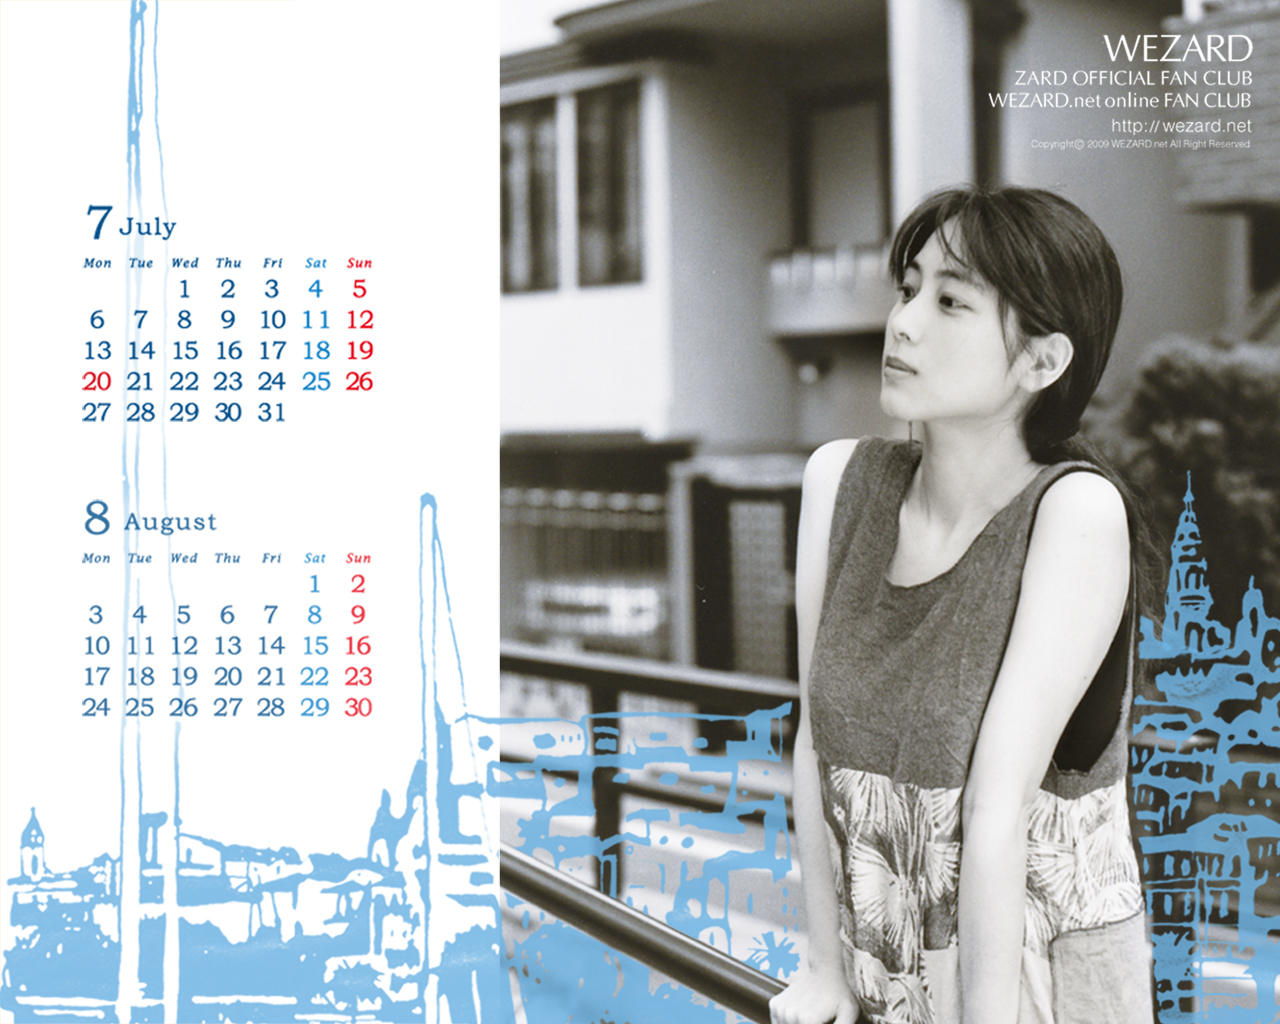 WEZARD
ZARD OFFICIAL FAN CLUB
WEZARD.net online FAN CLUB
http://wezard.net
Copyright© 2009 WEZARD.net All Right Reserved
7 July
Mon Tue Wed Thu Fri Sat Sun
1 2 3 4 5
6 7 8 9 10 11 12
13 14 15 16 17 18 19
20 21 22 23 24 25 26
27 28 29 30 31
8 August
Mon Tue Wed Thu Fri Sat Sun
1 2
3 4 5 6 7 8 9
10 11 12 13 14 15 16
17 18 19 20 21 22 23
24 25 26 27 28 29 30